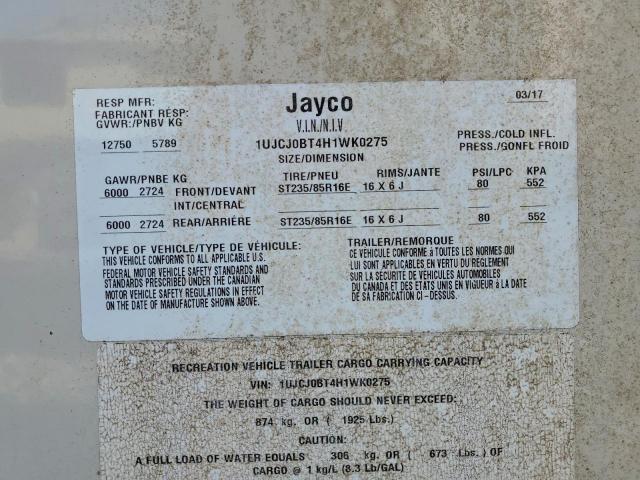 RESP MFR: Jayco 03/17
FABRICANT RESP:
GVWR:/PNBV KG V.I.N./N.I.V
12750 5789 1UJCJ0BT4H1WK0275 PRESS./COLD INFL.
SIZE/DIMENSION PRESS./GONFL FROID
GAWR/PNBE KG TIRE/PNEU RIMS/JANTE PSI/LPC KPA
6000 2724 FRONT/DEVANT ST235/85R16E 16 X 6 J 80 552
INT/CENTRAL
6000 2724 REAR/ARRIÉRE ST235/85R16E 16 X 6 J 80 552
TYPE OF VEHICLE/TYPE DE VÉHICULE: TRAILER/REMORQUE
THIS VEHICLE CONFORMS TO ALL APPLICABLE U.S.
FEDERAL MOTOR VEHICLE SAFETY STANDARDS AND
STANDARDS PRESCRIBED UNDER THE CANADIAN
MOTOR VEHICLE SAFETY REGULATIONS IN EFFECT
ON THE DATE OF MANUFACTURE SHOWN ABOVE.
CE VÉHICULE CONFORME à TOUTES LES NORMES QUI
LUI SONT APPLICABLES EN VERTU DU RÈGLEMENT
SUR LA SÉCURITÉ DE VÉHICULES AUTOMOBILES
DU CANADA ET DES ÉTATS UNIS EN VIGUEUR à LA DATE
DE SA FABRICATION CI-DESSUS.
RECREATION VEHICLE TRAILER CARGO CARRYING CAPACITY
VIN: 1UJCJ0BT4H1WK0275
THE WEIGHT OF CARGO SHOULD NEVER EXCEED:
874 kg. OR ( 1925 Lbs.)
CAUTION:
A FULL LOAD OF WATER EQUALS 306 kg. OR ( 673 Lbs. ) OF
CARGO @ 1 kg/L (8.3 Lb/GAL)